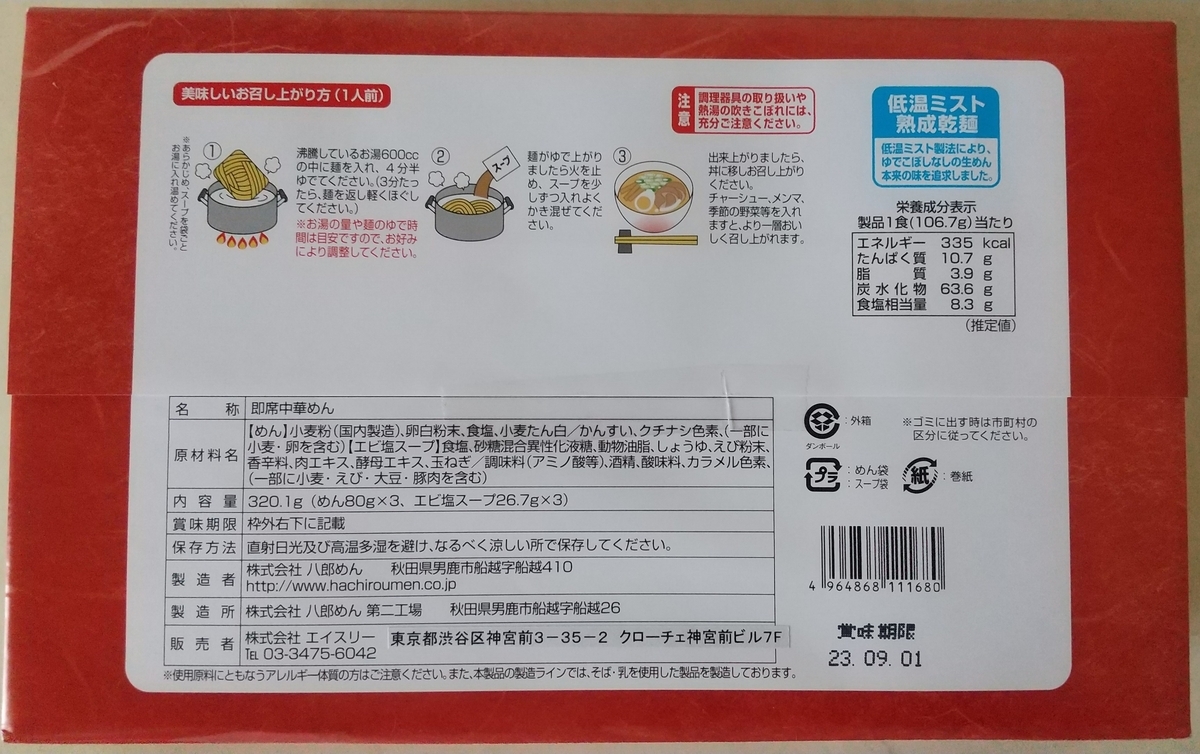 美味しいお召し上がり方(1人前)
※あらかじめ、スープを袋ごと
お湯に入れ温めてください。
①
沸騰しているお湯600cc
の中に麺を入れ、4分半
ゆでてください。(3分たっ
たら、麺を返し軽くほぐし
てください。)
※お湯の量や麺のゆで時
間は目安ですので、お好み
により調整してください。
②
スープ
麺がゆで上がり
ましたら火を止
め、スープを少
しずつ入れよく
かき混ぜてくだ
さい。
③
出来上がりましたら、
丼に移しお召し上がり
ください。
チャーシュー、メンマ、
季節の野菜等を入れ
ますと、より一層おい
しく召し上がれます。
注意
調理器具の取り扱いや
熱湯の吹きこぼれには、
充分ご注意ください。
低温ミスト
熟成乾麺
低温ミスト製法により、
ゆでこぼしなしの生めん
本来の味を追求しました。
栄養成分表示
製品1食(106.7g)当たり
エネルギー 335 kcal
たんぱく質 10.7 g
脂質 3.9 g
炭水化物 63.6 g
食塩相当量 8.3 g
(推定値)
名称 即席中華めん
原材料名 【めん】小麦粉(国内製造)、卵白粉末、食塩、小麦たん白/かんすい、クチナシ色素、(一部に
小麦・卵を含む)【エビ塩スープ】食塩、砂糖混合異性化液糖、動物油脂、しょうゆ、えび粉末、
香辛料、肉エキス、酵母エキス、玉ねぎ/調味料(アミノ酸等)、酒精、酸味料、カラメル色素、
(一部に小麦・えび・大豆・豚肉を含む)
内容量 320.1g(めん80g×3、エビ塩スープ26.7g×3)
賞味期限 枠外右下に記載
保存方法 直射日光及び高温多湿を避け、なるべく涼しい所で保存してください。
製造者 株式会社 八郎めん 秋田県男鹿市船越字船越410
http://www.hachiroumen.co.jp
製造所 株式会社 八郎めん 第二工場 秋田県男鹿市船越字船越26
販売者 株式会社 エイスリー 東京都渋谷区神宮前3-35-2 クローチェ神宮前ビル7F
TEL 03-3475-6042
※使用原料にともなうアレルギー体質の方はご注意ください。また、本製品の製造ラインでは、そば・乳を使用した製品を製造しております。
ダンボール
:外箱
※ゴミに出す時は市町村の
区分に従ってください。
プラ
:めん袋
:スープ袋
紙
:巻紙
4 964868 111680
賞味期限
23.09.01